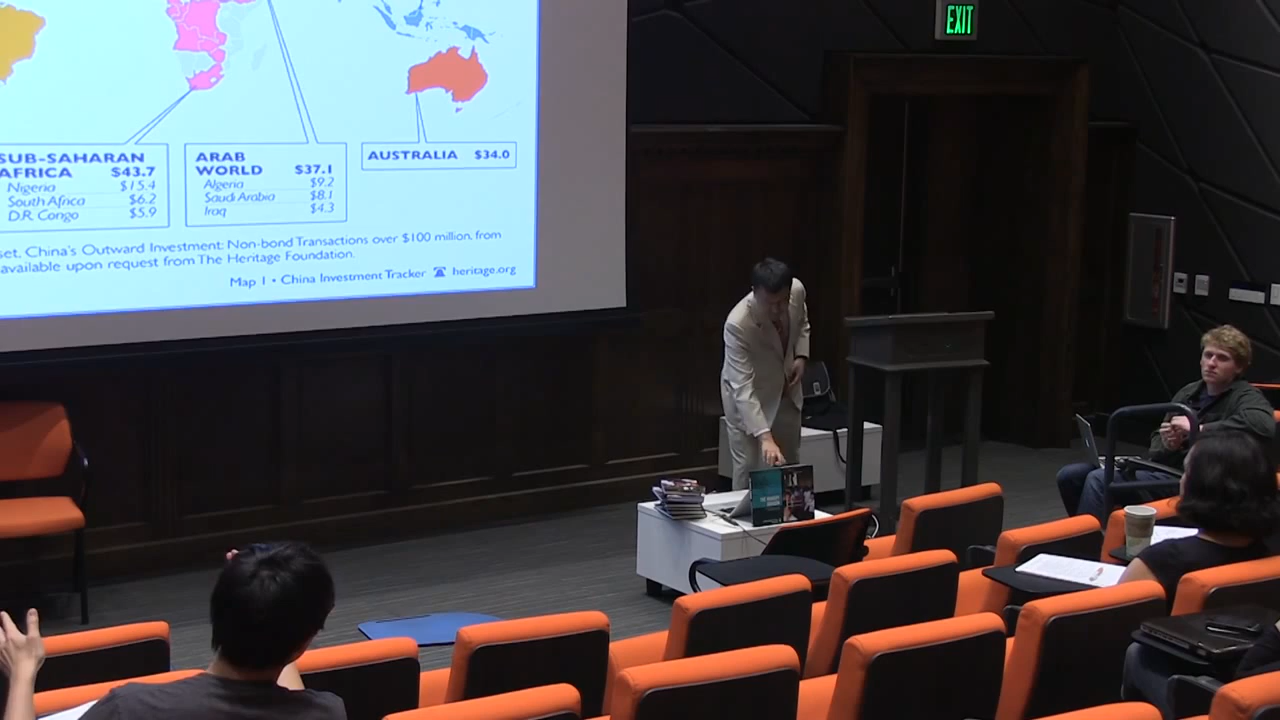 EXIT
SUB-SAHARAN
AFRICA $43.7
Nigeria $15.4
South Africa $6.2
D.R. Congo $5.9
ARAB
WORLD $37.1
Algeria $9.2
Saudi Arabia $8.1
Iraq $4.3
AUSTRALIA $34.0
set, China's Outward Investment: Non-bond Transactions over $100 million, from
available upon request from The Heritage Foundation.
Map 1 • China Investment Tracker heritage.org